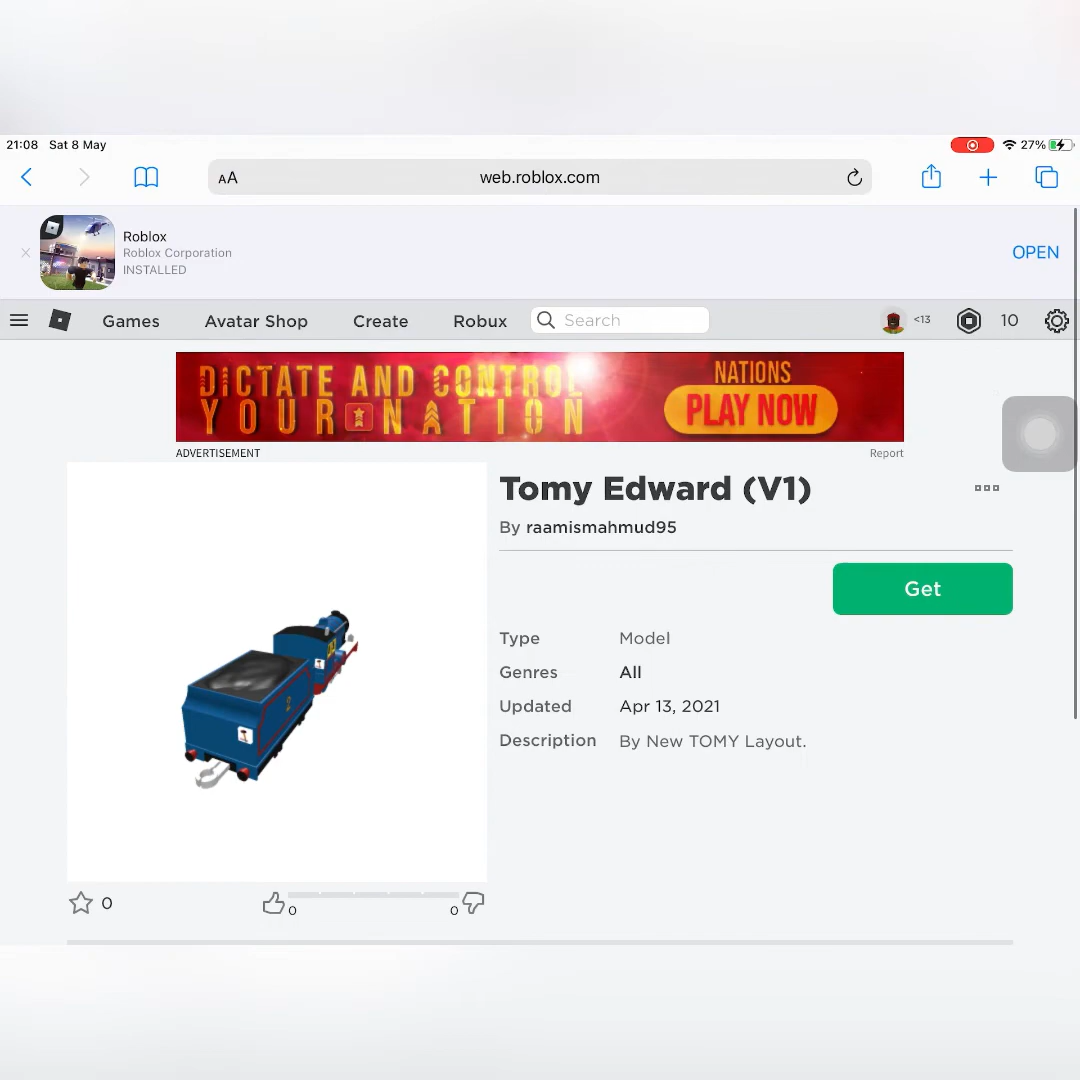 21:08 Sat 8 May
27%
AA
web.roblox.com
Roblox
Roblox Corporation
INSTALLED
OPEN
Games
Avatar Shop
Create
Robux
Search
<13
10
DICTATE AND CONTROL
YOUR NATION
NATIONS
PLAY NOW
ADVERTISEMENT
Report
Tomy Edward (V1)
By raamismahmud95
Get
Type Model
Genres All
Updated Apr 13, 2021
Description By New TOMY Layout.
2
0
0
0